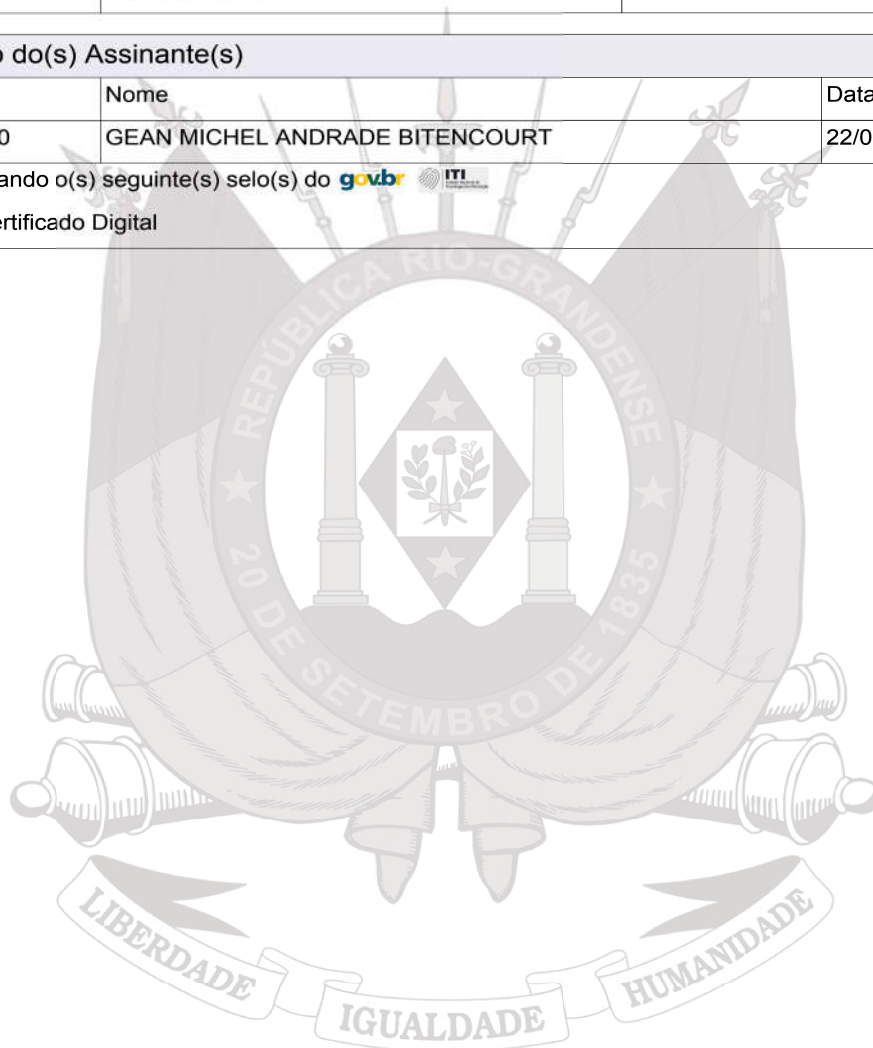 o do(s) Assinante(s)
Nome Data
0 GEAN MICHEL ANDRADE BITENCOURT 22/0
ando o(s) seguinte(s) selo(s) do gov.br ITI
ertificado Digital
REPÚBLICA RIO-GRANDENSE
20 DE SETEMBRO DE 1835
LIBERDADE
IGUALDADE
HUMANIDADE